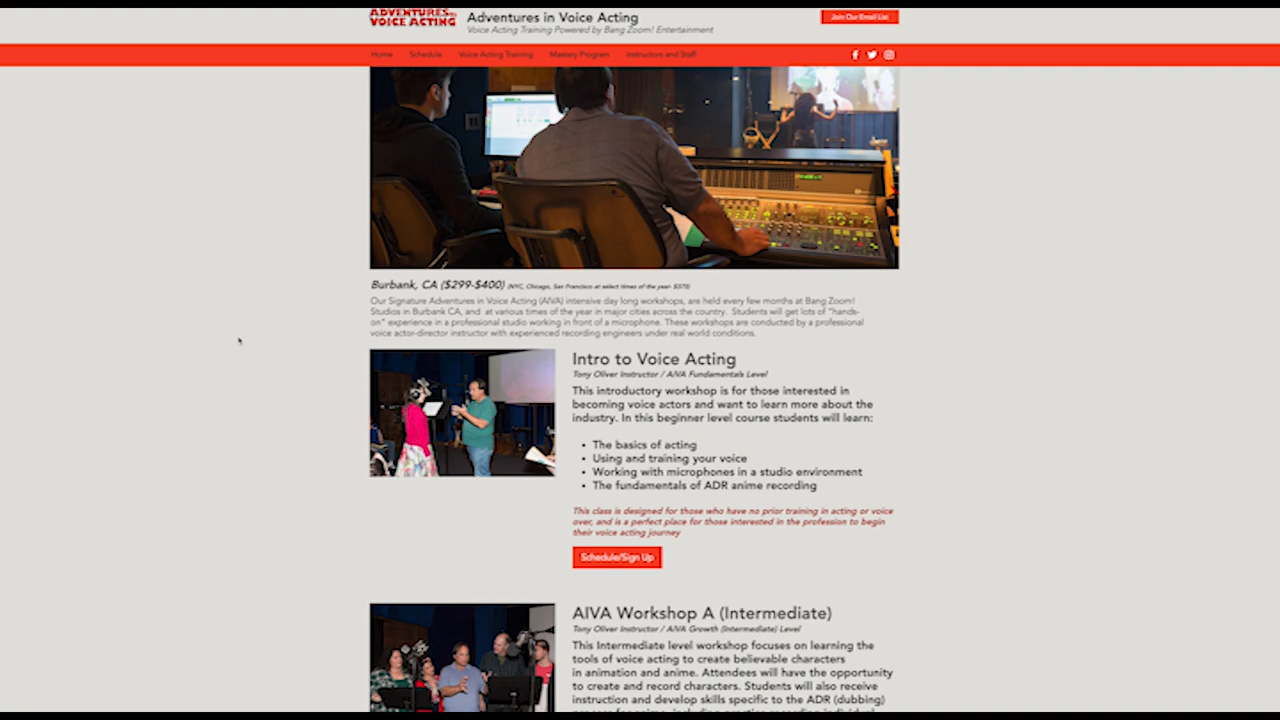 ADVENTURES IN
VOICE ACTING
Adventures in Voice Acting
Voice Acting Training Powered by Bang Zoom! Entertainment
Join Our Email List
Home Schedule Voice Acting Training Mastery Program Instructors and Staff
Burbank, CA ($299-$400) (NYC, Chicago, San Francisco at select times of the year- $375)
Our Signature Adventures in Voice Acting (AIVA) intensive day long workshops, are held every few months at Bang Zoom!
Studios in Burbank CA, and at various times of the year in major cities across the country. Students will get lots of "hands-
on" experience in a professional studio working in front of a microphone. These workshops are conducted by a professional
voice actor-director instructor with experienced recording engineers under real world conditions.
Intro to Voice Acting
Tony Oliver Instructor / AIVA Fundamentals Level
This introductory workshop is for those interested in
becoming voice actors and want to learn more about the
industry. In this beginner level course students will learn:
• The basics of acting
• Using and training your voice
• Working with microphones in a studio environment
• The fundamentals of ADR anime recording
This class is designed for those who have no prior training in acting or voice
over, and is a perfect place for those interested in the profession to begin
their voice acting journey
Schedule/Sign Up
AIVA Workshop A (Intermediate)
Tony Oliver Instructor / AIVA Growth (Intermediate) Level
This Intermediate level workshop focuses on learning the
tools of voice acting to create believable characters
in animation and anime. Attendees will have the opportunity
to create and record characters. Students will also receive
instruction and develop skills specific to the ADR (dubbing)